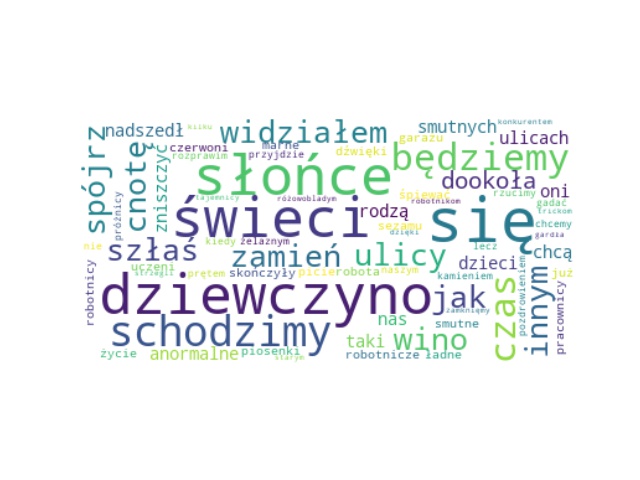 kilku
konkurentem
nadszedł
widziałem
smutnych
spójrz
cnotę
zniszczyć
czerwoni
marne
garażu
ulicach
rozprawim
przyjdzie
dźwięki
będziemy
słońce
dookoła
oni
tajemnicy
różowobladym
śpiewać
robotnikom
rzucimy
próżnicy
świeci
rodzą
się
gadać
trickom
sezamu
dzięki
chcemy
gardzą
nie
szłaś
kiedy
żelaznym
zamień
ulicy
lecz
chcą
uczeni
strzegli
prętem
skończyły
picie
robota
naszym
dzieci
już
robotnicy
dziewczyno
jak
kamieniem
czas
pozdrowieniem
innym
pracownicy
zamkniemy
schodzimy
nas
smutne
taki
wino
życie
anormalne
piosenki
starym
robotnicze
ładne